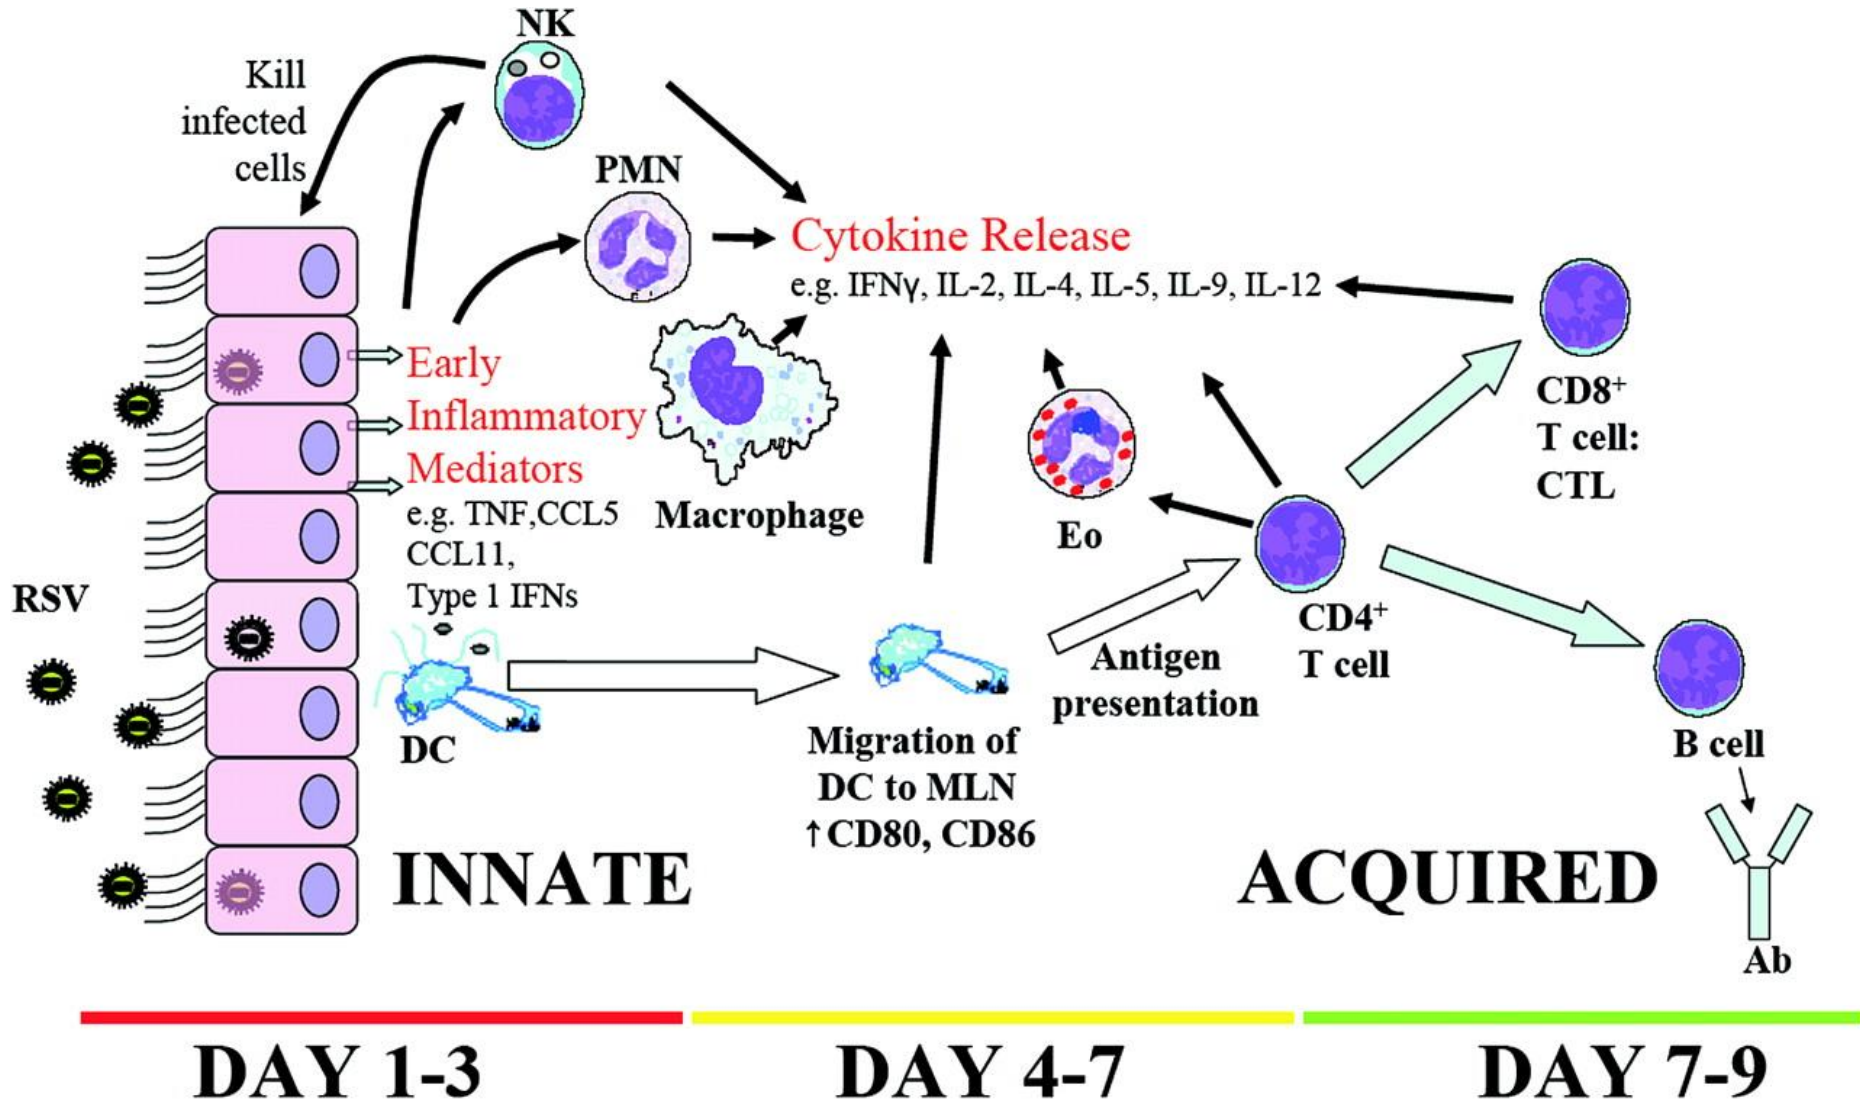 NK
Kill
infected
cells
PMN
Cytokine Release
e.g. IFNγ, IL-2, IL-4, IL-5, IL-9, IL-12
Early
Inflammatory
Mediators
e.g. TNF,CCL5
CCL11,
Type 1 IFNs
Macrophage
Eo
CD8⁺
T cell:
CTL
RSV
DC
Migration of
DC to MLN
↑CD80, CD86
Antigen
presentation
CD4⁺
T cell
B cell
Ab
INNATE
ACQUIRED
DAY 1-3
DAY 4-7
DAY 7-9